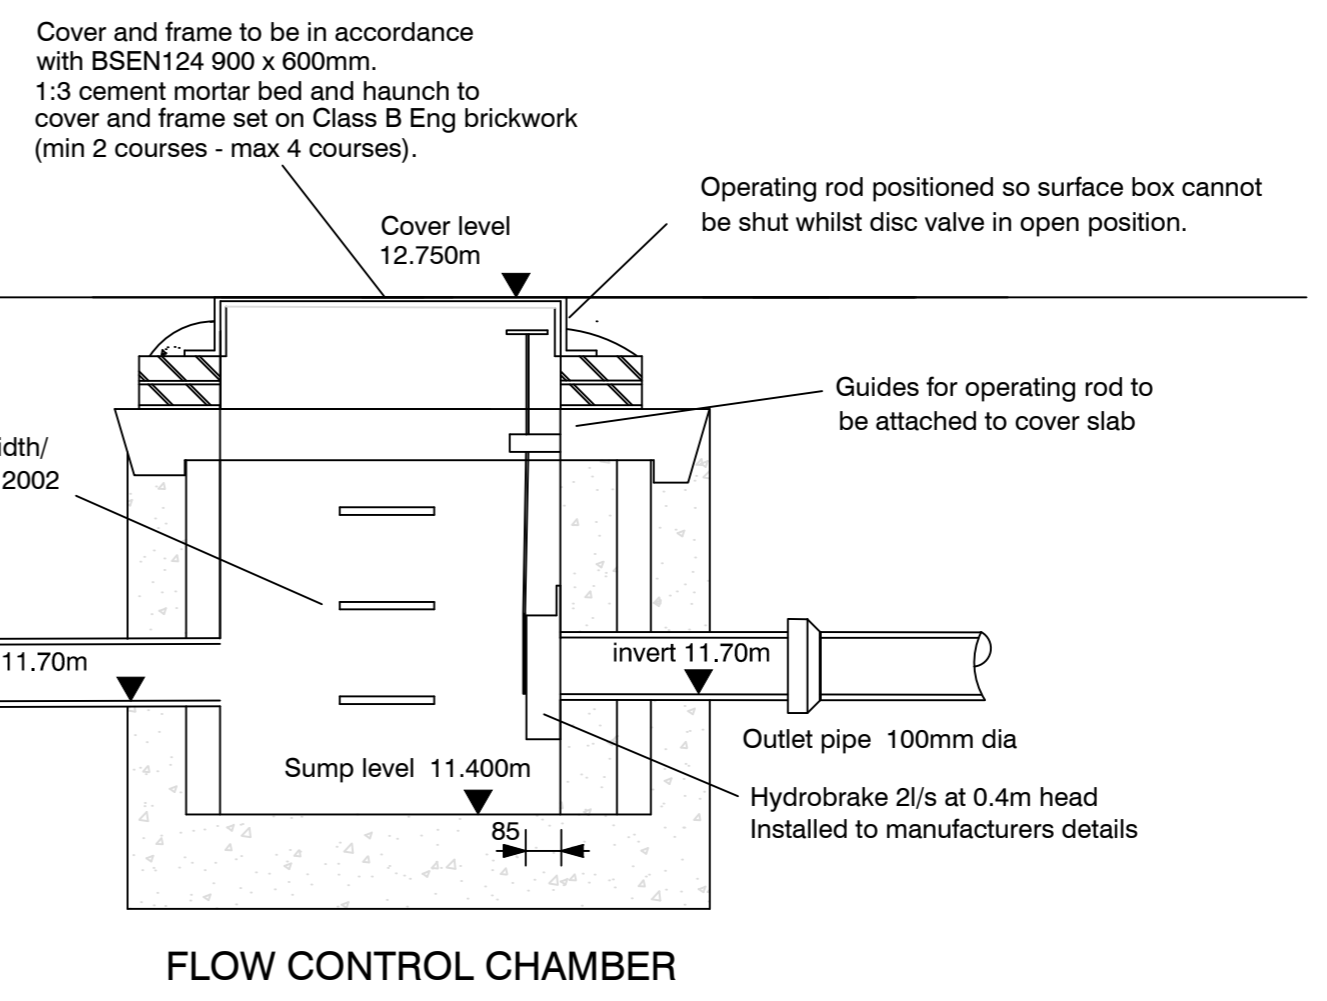 Cover and frame to be in accordance
with BSEN124 900 x 600mm.
1:3 cement mortar bed and haunch to
cover and frame set on Class B Eng brickwork
(min 2 courses - max 4 courses).
Operating rod positioned so surface box cannot
be shut whilst disc valve in open position.
Cover level
12.750m
Guides for operating rod to
be attached to cover slab
idth/
2002
11.70m
invert 11.70m
Outlet pipe 100mm dia
Sump level 11.400m
Hydrobrake 2l/s at 0.4m head
Installed to manufacturers details
85
FLOW CONTROL CHAMBER